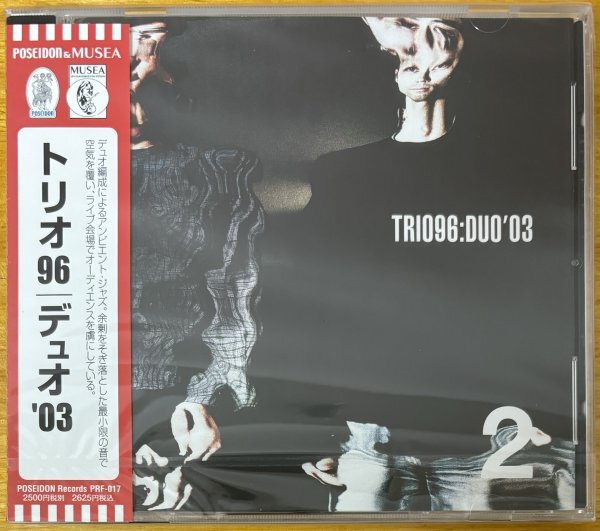 POSEIDON & MUSEA
MUSEA
POSEIDON
トリオ96|デュオ'03
デュオ編成によるアンビエント・ジャズ。余剰をそぎ落とした最小限の音で
空気を覆い、ライブ会場でオーディエンスを虜にしている。
POSEIDON Records PRF-017
2500円税別 2625円税込
TRIO96:DUO'03
2